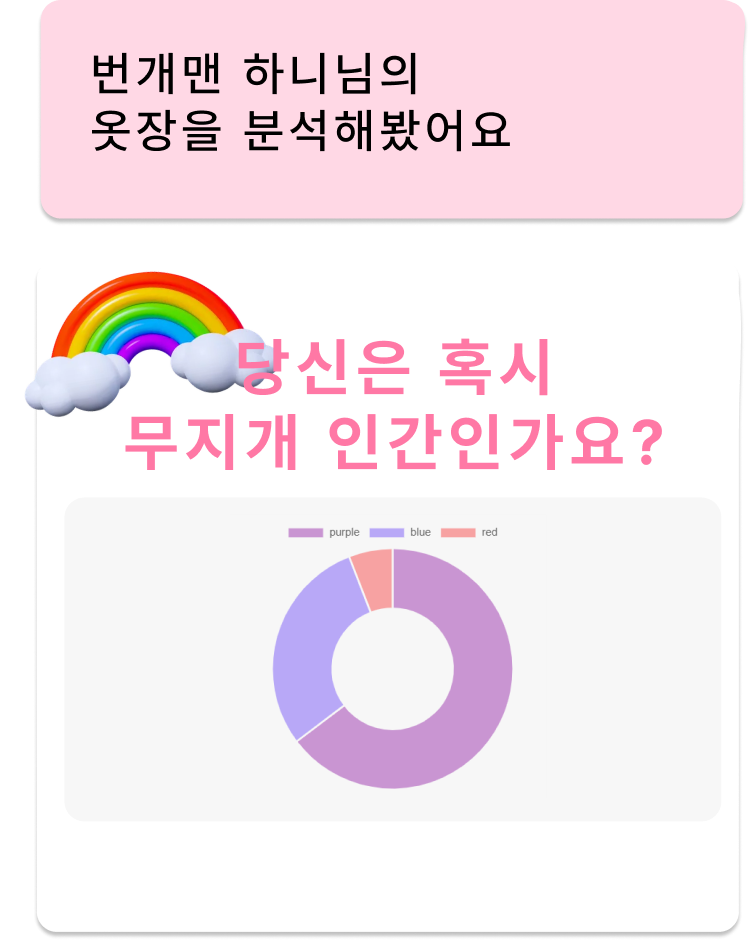 번개맨 하니님의
옷장을 분석해봤어요
당신은 혹시
무지개 인간인가요?
purple blue red